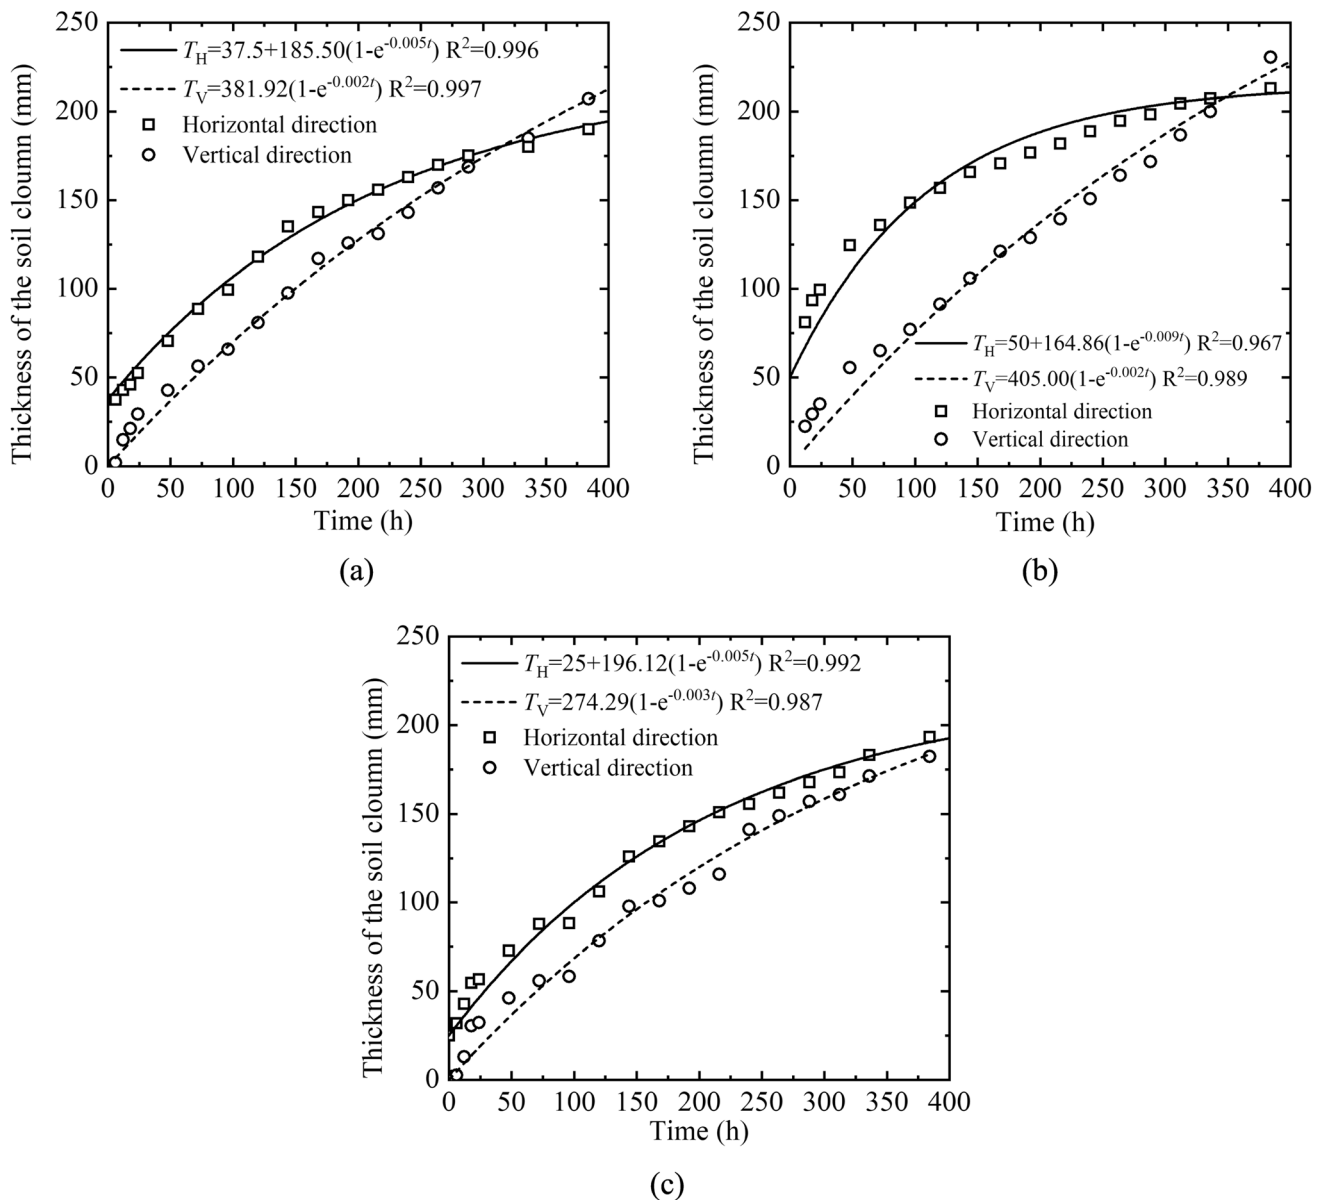 250
200
150
100
50
0
Thickness of the soil cloumn (mm)
T_H=37.5+185.50(1-e^-0.005t) R²=0.996
T_V=381.92(1-e^-0.002t) R²=0.997
Horizontal direction
Vertical direction
0 50 100 150 200 250 300 350 400
Time (h)
(a)
250
200
150
100
50
0
Thickness of the soil cloumn (mm)
T_H=50+164.86(1-e^-0.009t) R²=0.967
T_V=405.00(1-e^-0.002t) R²=0.989
Horizontal direction
Vertical direction
0 50 100 150 200 250 300 350 400
Time (h)
(b)
250
200
150
100
50
0
Thickness of the soil cloumn (mm)
T_H=25+196.12(1-e^-0.005t) R²=0.992
T_V=274.29(1-e^-0.003t) R²=0.987
Horizontal direction
Vertical direction
0 50 100 150 200 250 300 350 400
Time (h)
(c)